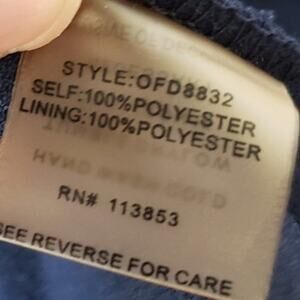 STYLE:OFD8832
SELF:100%POLYESTER
LINING:100%POLYESTER
RN# 113853
SEE REVERSE FOR CARE